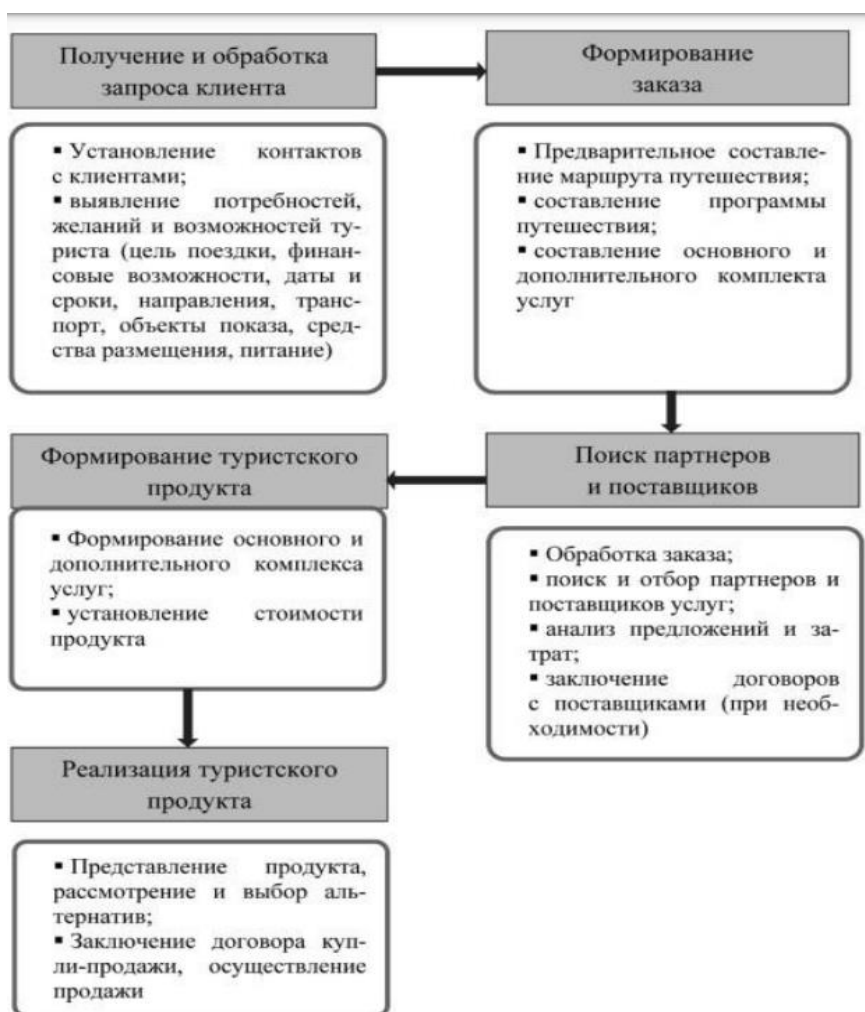 Получение и обработка
запроса клиента
▪ Установление контактов
с клиентами;
▪ выявление потребностей,
желаний и возможностей ту-
риста (цель поездки, финан-
совые возможности, даты и
сроки, направления, транс-
порт, объекты показа, сред-
ства размещения, питание)
Формирование
заказа
▪ Предварительное составле-
ние маршрута путешествия;
▪ составление программы
путешествия;
▪ составление основного и
дополнительного комплекта
услуг
Поиск партнеров
и поставщиков
▪ Обработка заказа;
▪ поиск и отбор партнеров и
поставщиков услуг;
▪ анализ предложений и за-
трат;
▪ заключение договоров
с поставщиками (при необ-
ходимости)
Формирование туристского
продукта
▪ Формирование основного и
дополнительного комплекса
услуг;
▪ установление стоимости
продукта
Реализация туристского
продукта
▪ Представление продукта,
рассмотрение и выбор аль-
тернатив;
▪ Заключение договора куп-
ли-продажи, осуществление
продажи